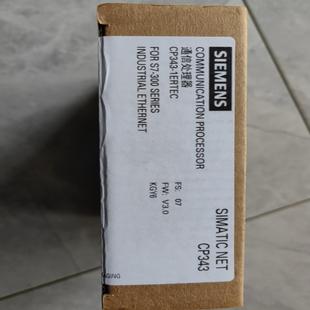 SIEMENS
COMMUNICATION PROCESSOR
通信处理器
CP343-1ERTEC
FOR S7-300 SERIES
INDUSTRIAL ETHERNET
FS: 07
FW: V3.0
KGY6
SIMATIC NET
CP343